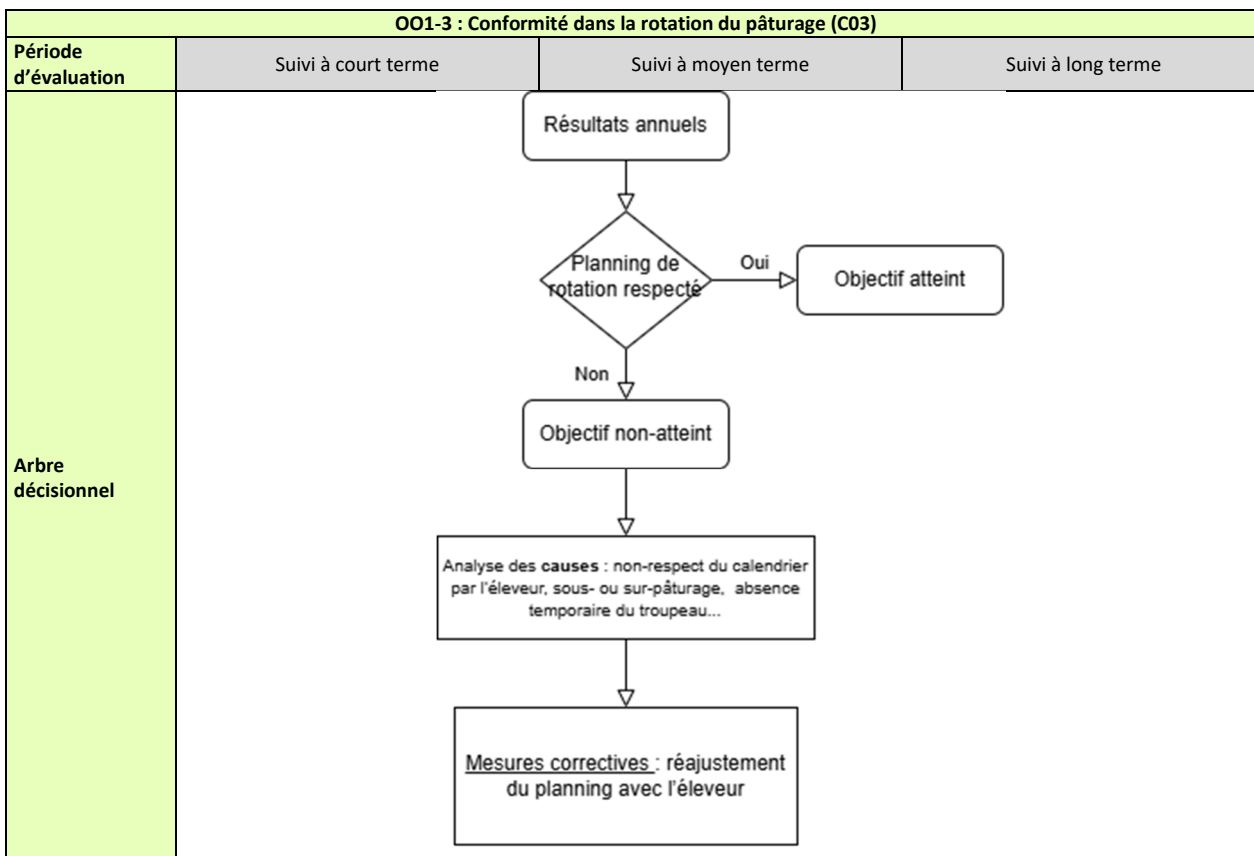 OO1-3 : Conformité dans la rotation du pâturage (C03)
Période
d'évaluation
Suivi à court terme
Suivi à moyen terme
Suivi à long terme
Arbre
décisionnel
Résultats annuels
Planning de
rotation respecté
Oui
Objectif atteint
Non
Objectif non-atteint
Analyse des causes : non-respect du calendrier
par l'éleveur, sous- ou sur-pâturage, absence
temporaire du troupeau...
Mesures correctives : réajustement
du planning avec l'éleveur